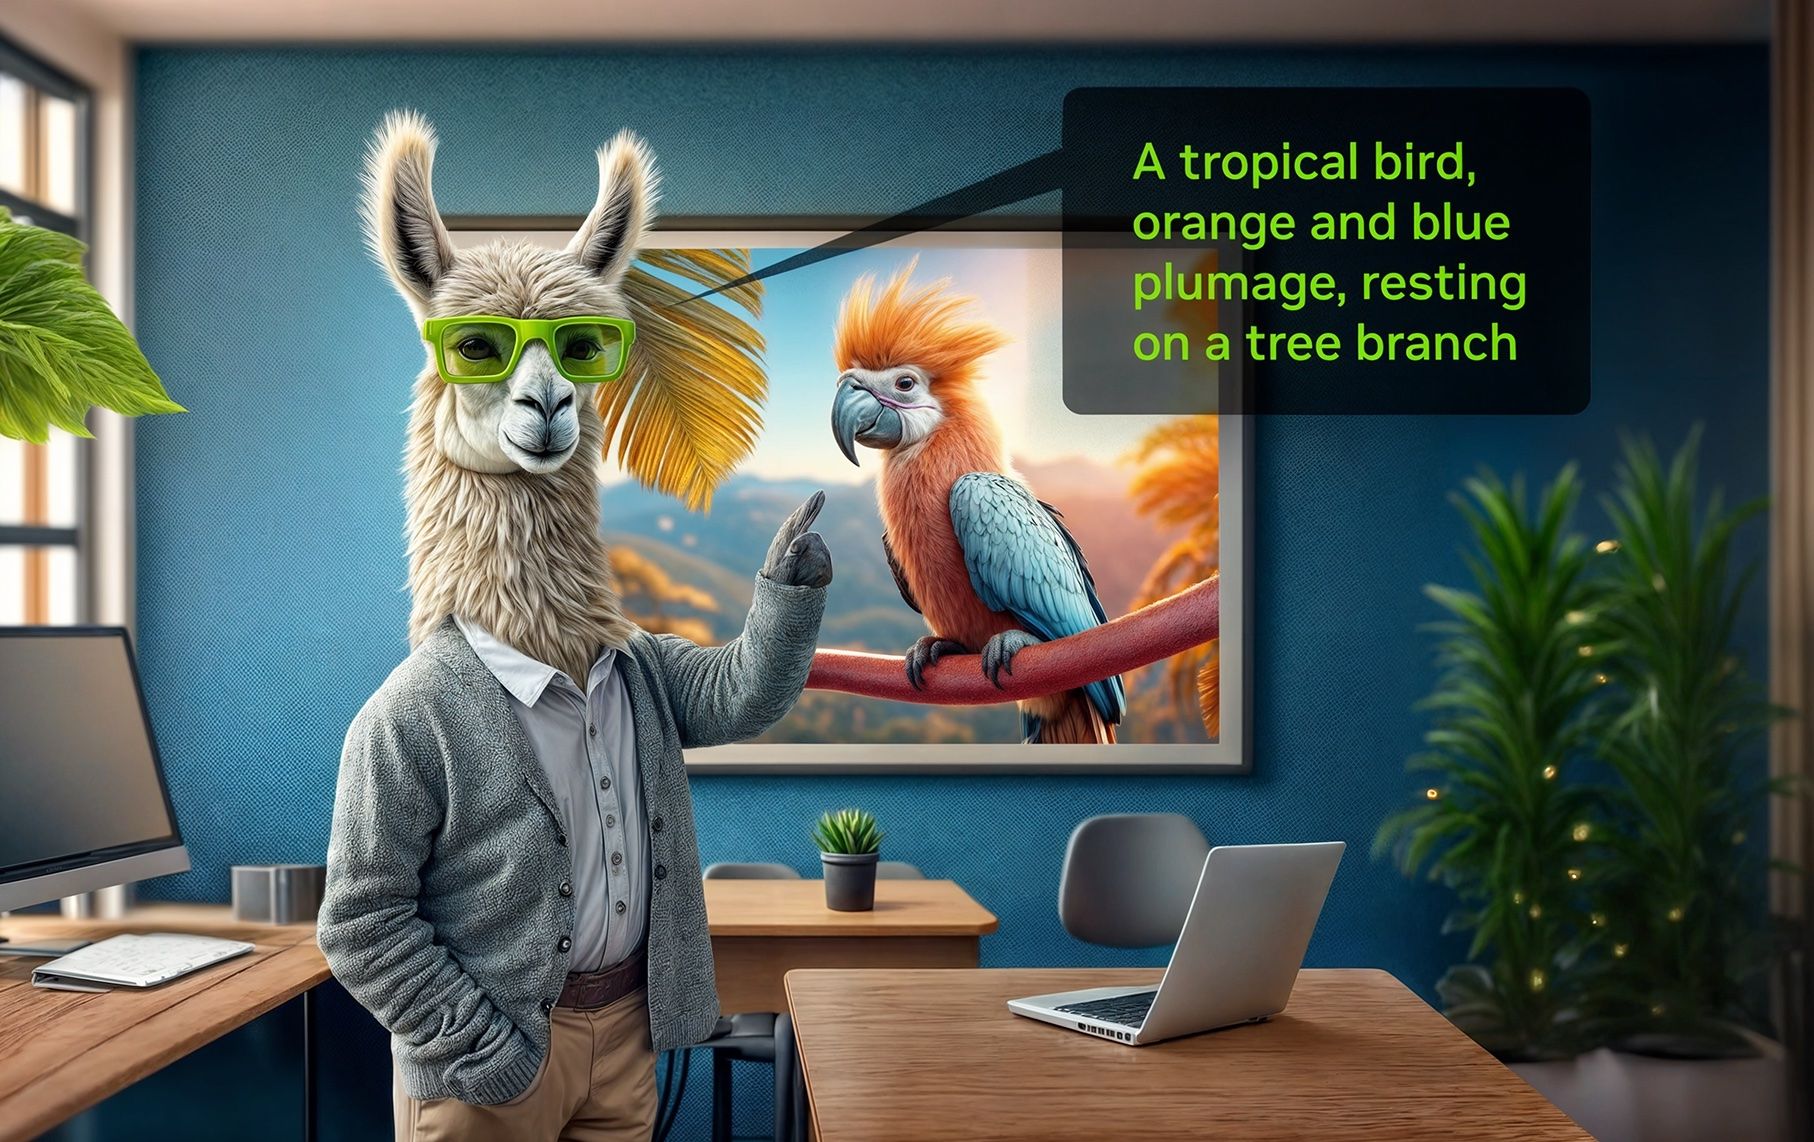 A tropical bird,
orange and blue
plumage, resting
on a tree branch